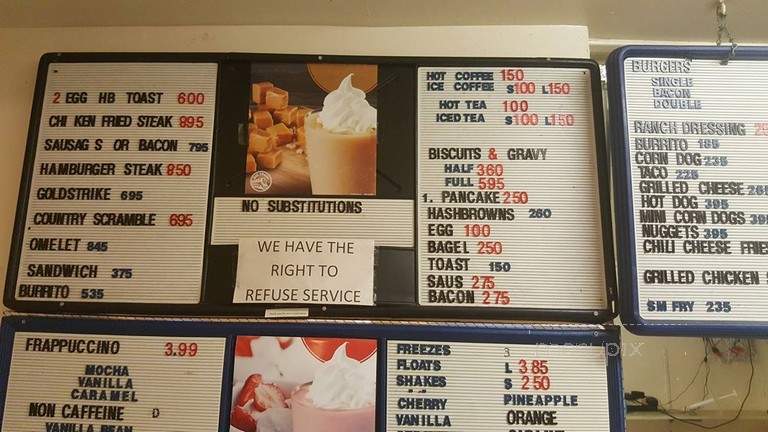 2 EGG HB TOAST 600
CHI KEN FRIED STEAK 895
SAUSAG S OR BACON 795
HAMBURGER STEAK 850
GOLDSTRIKE 695
COUNTRY SCRAMBLE 695
OMELET 845
SANDWICH 375
BURRITO 535
NO SUBSTITUTIONS
WE HAVE THE
RIGHT TO
REFUSE SERVICE
HOT COFFEE 150
ICE COFFEE S100 L150
HOT TEA 100
ICED TEA S100 L150
BISCUITS & GRAVY
HALF 360
FULL 595
1. PANCAKE 250
HASHBROWNS 260
EGG 100
BAGEL 250
TOAST 150
SAUS 275
BACON 275
BURGERS
SINGLE
BACON
DOUBLE
RANCH DRESSING
BURRITO 185
CORN DOG 235
TACO 225
GRILLED CHEESE
HOT DOG 395
MINI CORN DOGS
NUGGETS 395
CHILI CHEESE
GRILLED CHICKEN
SM FRY 235
FRAPPUCCINO 3.99
MOCHA
VANILLA
CARAMEL
NON CAFFEINE D
VANILLA BEAN
FREEZES 3
FLOATS L 385
SHAKES S 250
CHERRY PINEAPPLE
VANILLA ORANGE